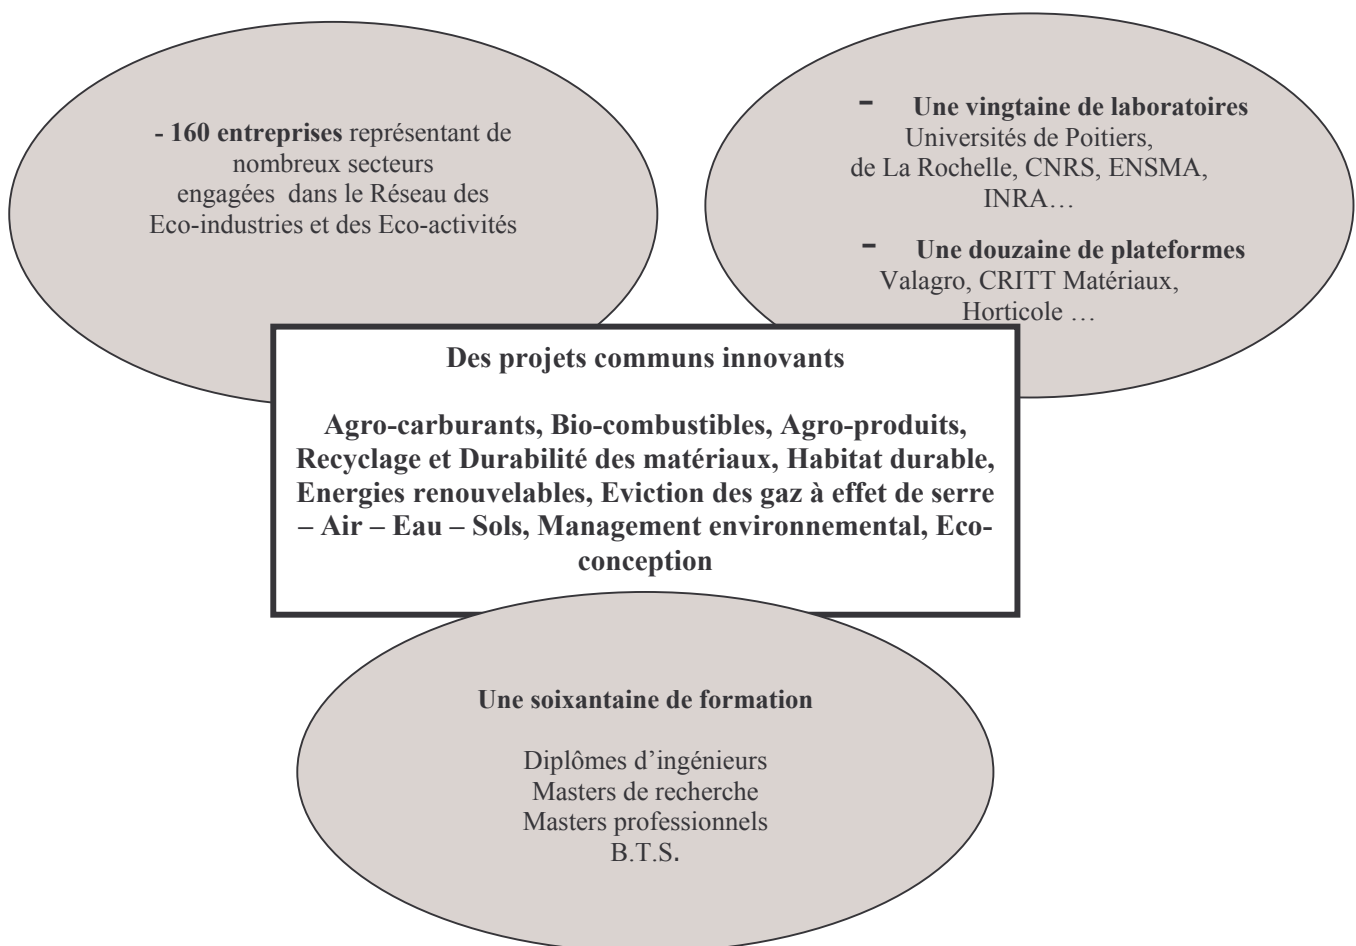 - 160 entreprises représentant de
nombreux secteurs
engagées dans le Réseau des
Eco-industries et des Eco-activités
- Une vingtaine de laboratoires
Universités de Poitiers,
de La Rochelle, CNRS, ENSMA,
INRA…
- Une douzaine de plateformes
Valagro, CRITT Matériaux,
Horticole …
Des projets communs innovants
Agro-carburants, Bio-combustibles, Agro-produits,
Recyclage et Durabilité des matériaux, Habitat durable,
Energies renouvelables, Eviction des gaz à effet de serre
– Air – Eau – Sols, Management environnemental, Eco-
conception
Une soixantaine de formation
Diplômes d’ingénieurs
Masters de recherche
Masters professionnels
B.T.S.